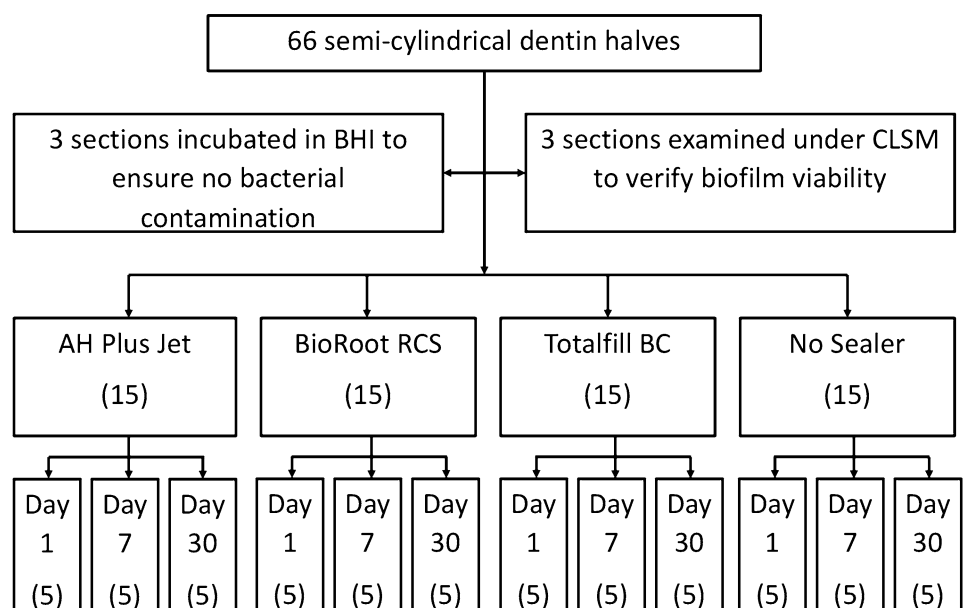 66 semi-cylindrical dentin halves
3 sections incubated in BHI to
ensure no bacterial
contamination
3 sections examined under CLSM
to verify biofilm viability
AH Plus Jet
(15)
BioRoot RCS
(15)
Totalfill BC
(15)
No Sealer
(15)
Day
1
(5)
Day
7
(5)
Day
30
(5)
Day
1
(5)
Day
7
(5)
Day
30
(5)
Day
1
(5)
Day
7
(5)
Day
30
(5)
Day
1
(5)
Day
7
(5)
Day
30
(5)